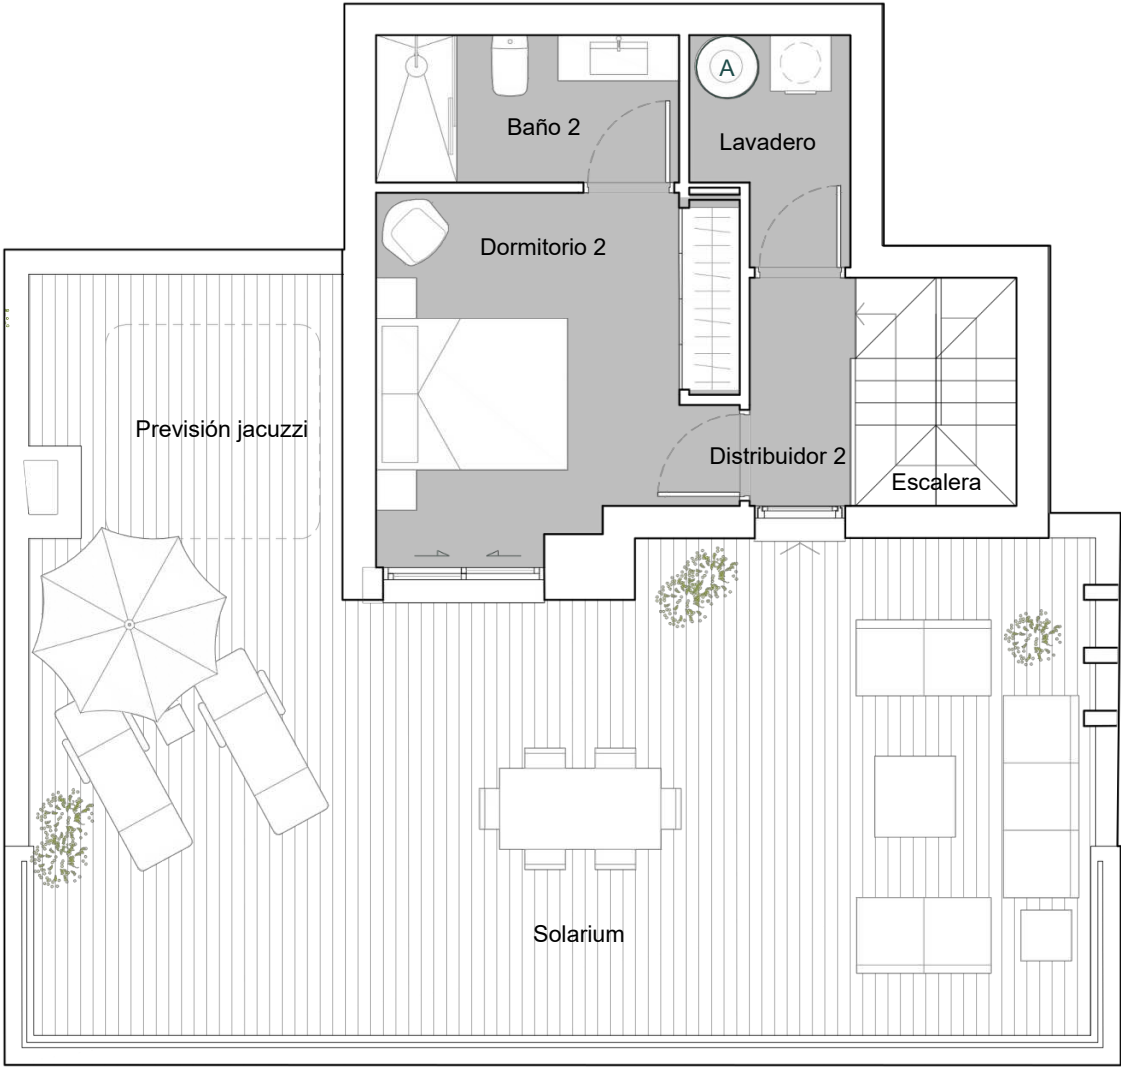 A
Baño 2
Lavadero
Dormitorio 2
Previsión jacuzzi
Distribuidor 2
Escalera
Solarium